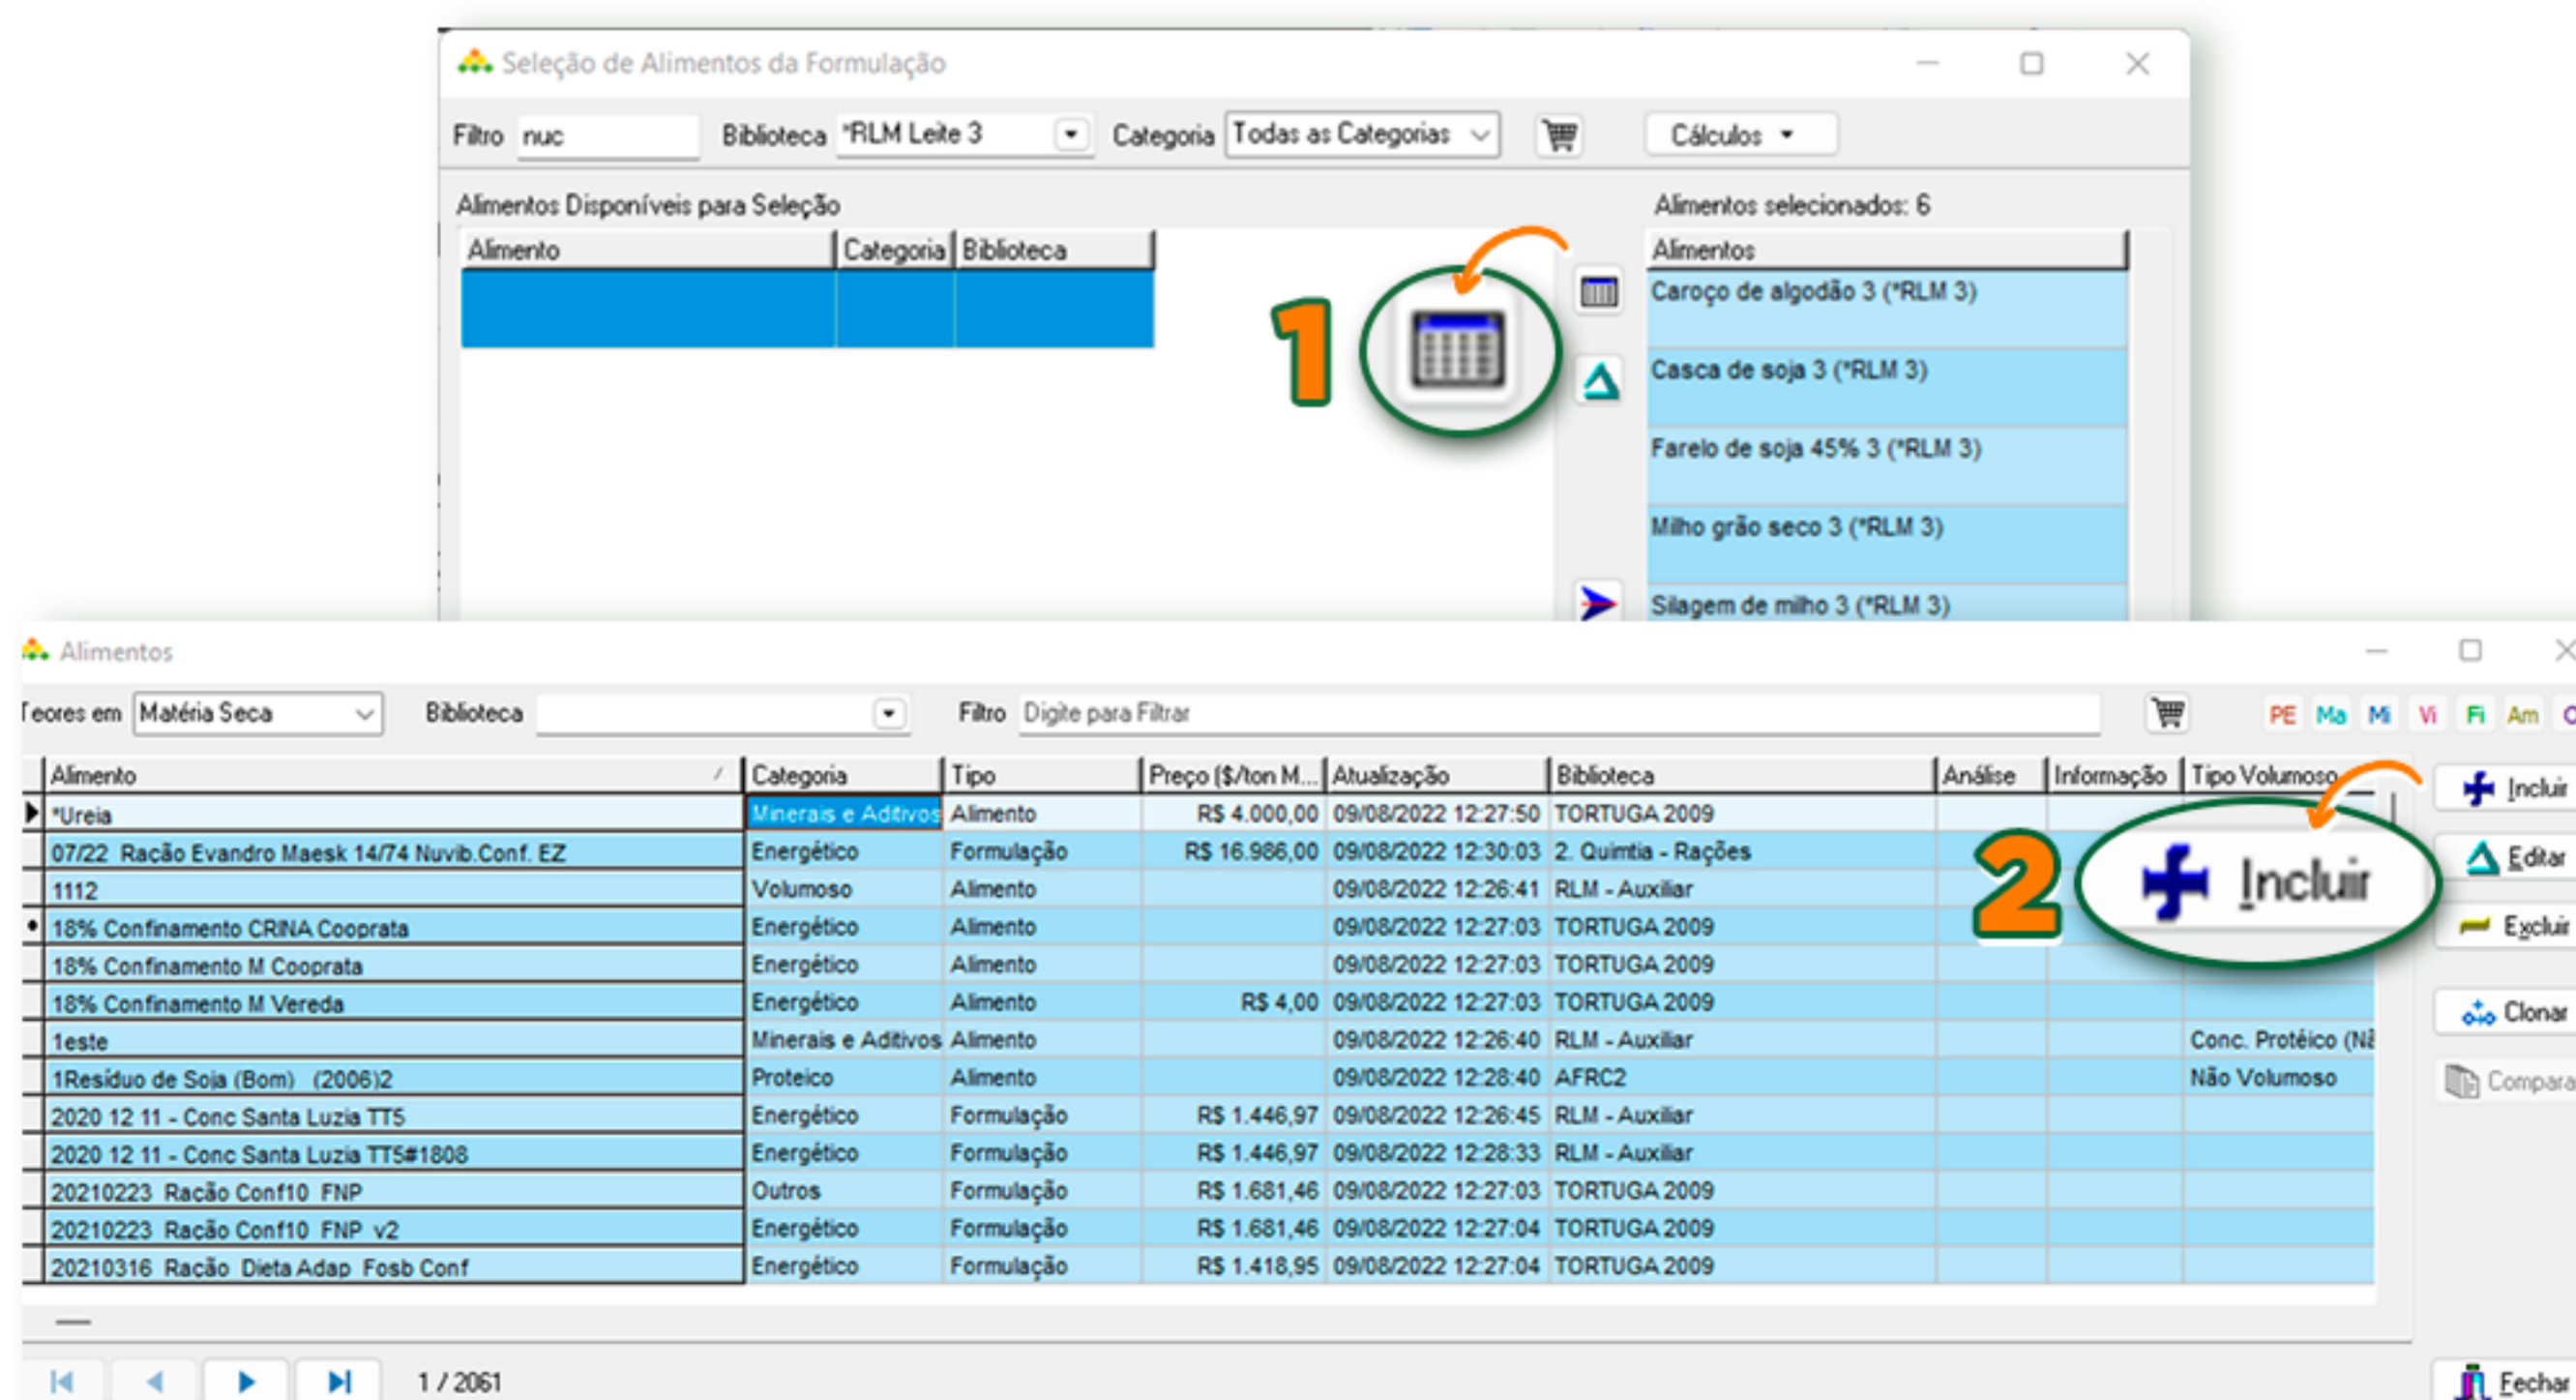 Seleção de Alimentos da Formulação
Filtro nuc Biblioteca *RLM Leite 3 Categoria Todas as Categorias Cálculos
Alimentos Disponíveis para Seleção Alimentos selecionados: 6
Alimento Categoria Biblioteca Alimentos
Caroço de algodão 3 (*RLM 3)
1
Casca de soja 3 (*RLM 3)
Farelo de soja 45% 3 (*RLM 3)
Milho grão seco 3 (*RLM 3)
Silagem de milho 3 (*RLM 3)
Alimentos
Teores em Matéria Seca Biblioteca Filtro Digite para Filtrar PE Ma Mi Vi Fi Am
Alimento Categoria Tipo Preço ($/ton M... Atualização Biblioteca Análise Informação Tipo Volumoso Incluir
*Ureia Minerais e Aditivos Alimento R$ 4.000,00 09/08/2022 12:27:50 TORTUGA 2009
07/22 Ração Evandro Maesk 14/74 Nuvib.Conf. EZ Energético Formulação R$ 16.986,00 09/08/2022 12:30:03 2. Quimtia - Rações Editar
1112 Volumoso Alimento 09/08/2022 12:26:41 RLM - Auxiliar 2 Incluir
18% Confinamento CRINA Cooprata Energético Alimento 09/08/2022 12:27:03 TORTUGA 2009 Excluir
18% Confinamento M Cooprata Energético Alimento 09/08/2022 12:27:03 TORTUGA 2009
18% Confinamento M Vereda Energético Alimento R$ 4,00 09/08/2022 12:27:03 TORTUGA 2009 Clonar
1este Minerais e Aditivos Alimento 09/08/2022 12:26:40 RLM - Auxiliar Conc. Protéico (Nã
1Resíduo de Soja (Bom) (2006)2 Proteico Alimento 09/08/2022 12:28:40 AFRC2 Não Volumoso Compara
2020 12 11 - Conc Santa Luzia TT5 Energético Formulação R$ 1.446,97 09/08/2022 12:26:45 RLM - Auxiliar
2020 12 11 - Conc Santa Luzia TT5#1808 Energético Formulação R$ 1.446,97 09/08/2022 12:28:33 RLM - Auxiliar
20210223 Ração Conf10 FNP Outros Formulação R$ 1.681,46 09/08/2022 12:27:03 TORTUGA 2009
20210223 Ração Conf10 FNP v2 Energético Formulação R$ 1.681,46 09/08/2022 12:27:04 TORTUGA 2009
20210316 Ração Dieta Adap Fosb Conf Energético Formulação R$ 1.418,95 09/08/2022 12:27:04 TORTUGA 2009
1 / 2061 Fechar